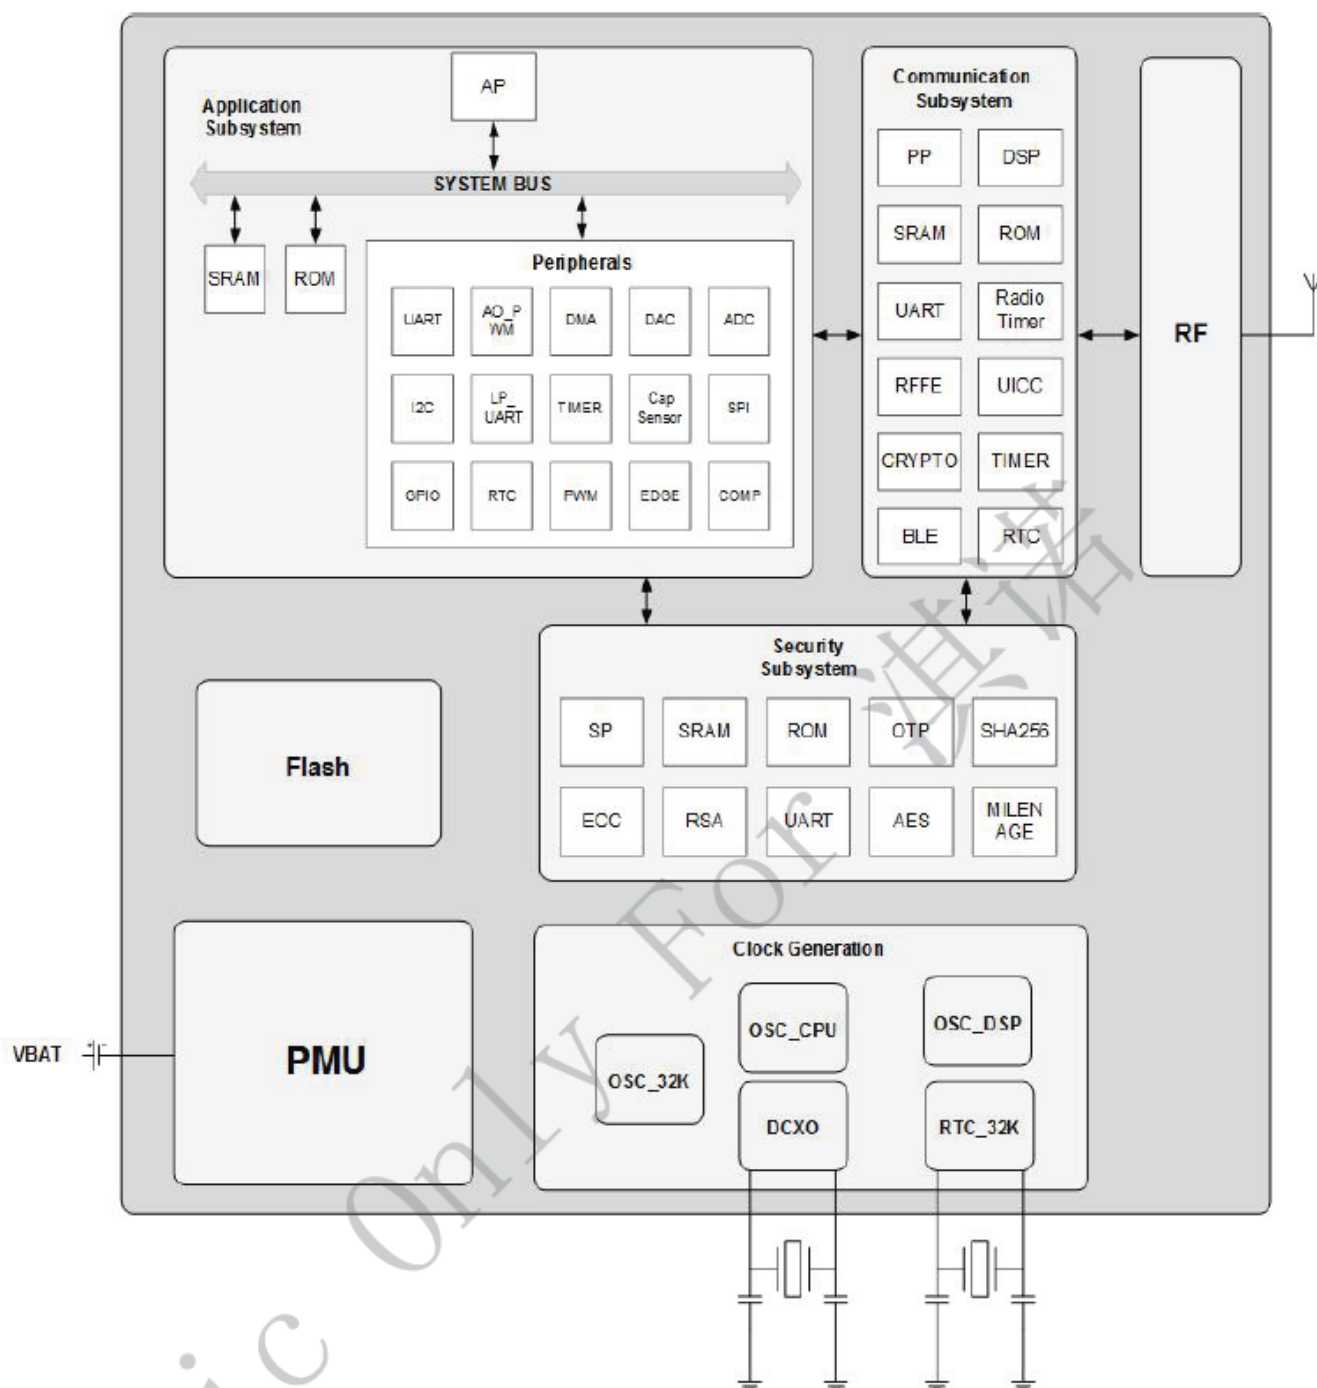 Application
Subsystem
AP
SYSTEM BUS
SRAM
ROM
Peripherals
UART
AO_P
WM
DMA
DAC
ADC
I2C
LP_
UART
TIMER
Cap
Sensor
SPI
GPIO
RTC
PWM
EDGE
COMP
Communication
Subsystem
PP
DSP
SRAM
ROM
UART
Radio
Timer
RFFE
UICC
CRYPTO
TIMER
BLE
RTC
RF
Security
Subsystem
SP
SRAM
ROM
OTP
SHA256
ECC
RSA
UART
AES
MILEN
AGE
Flash
PMU
VBAT
Clock Generation
OSC_32K
OSC_CPU
OSC_DSP
DCXO
RTC_32K
ic Only For 淇诺